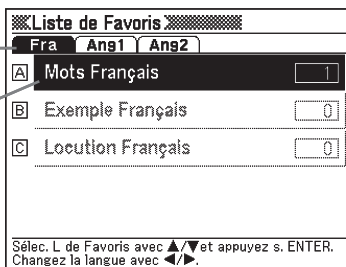 Liste de Favoris
Fra Ang1 Ang2
A Mots Français 1
B Exemple Français 0
C Locution Français 0
Sélec. L de Favoris avec ▲/▼et appuyez s. ENTER.
Changez la langue avec ◀/▶.